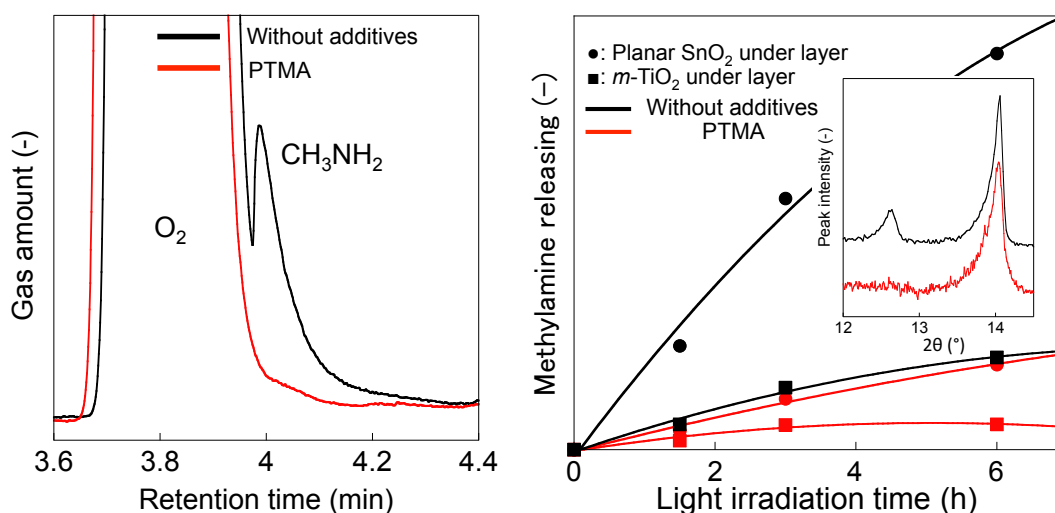 Without additives
PTMA
CH₃NH₂
O₂
Gas amount (-)
3.6 3.8 4 4.2 4.4
Retention time (min)
●: Planar SnO₂ under layer
■: m-TiO₂ under layer
Without additives
PTMA
Methylamine releasing (−)
Peak intensity (-)
12 13 14
2θ (°)
0 2 4 6
Light irradiation time (h)